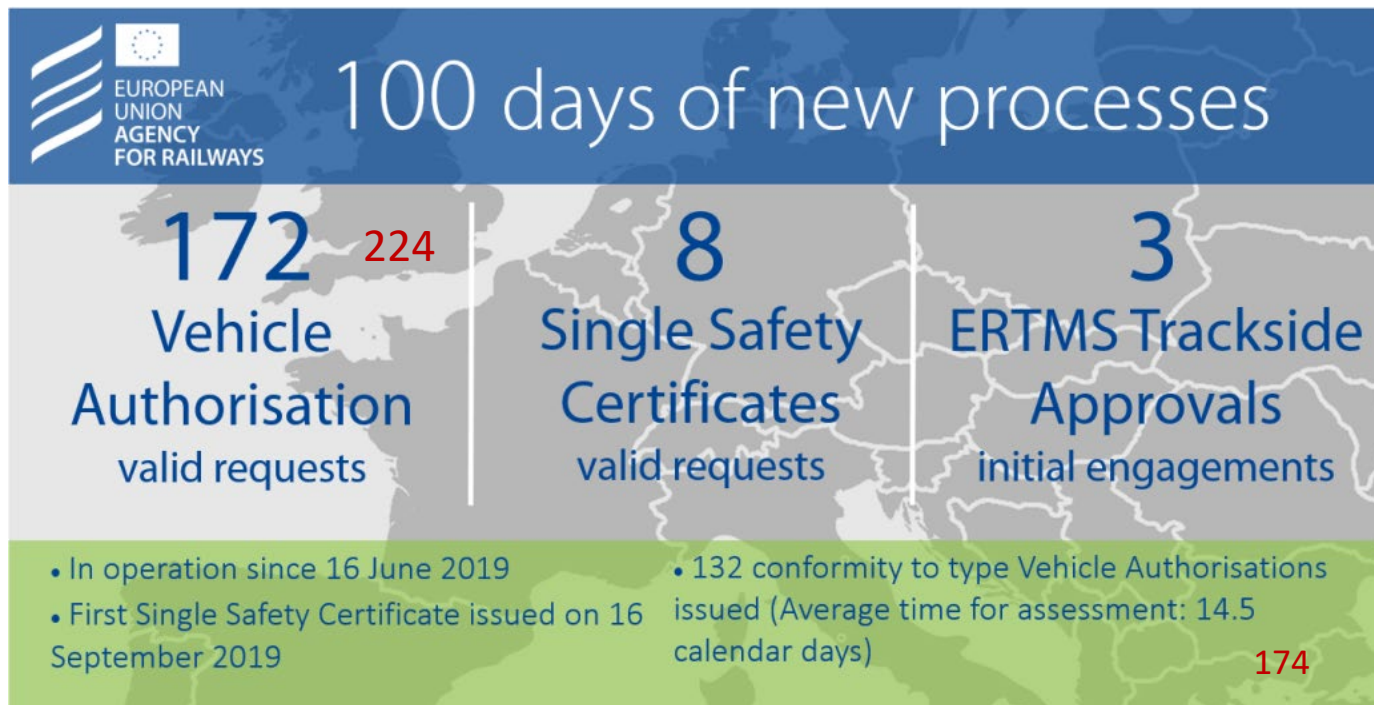 EUROPEAN
UNION
AGENCY
FOR RAILWAYS
100 days of new processes
172 224
Vehicle
Authorisation
valid requests
8
Single Safety
Certificates
valid requests
3
ERTMS Trackside
Approvals
initial engagements
• In operation since 16 June 2019
• First Single Safety Certificate issued on 16
September 2019
• 132 conformity to type Vehicle Authorisations
issued (Average time for assessment: 14.5
calendar days)
174